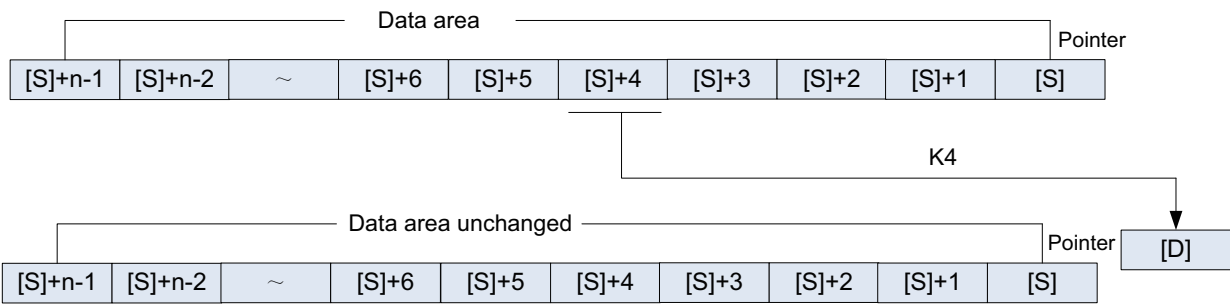 Data area
Pointer
[S]+n-1 [S]+n-2 ~ [S]+6 [S]+5 [S]+4 [S]+3 [S]+2 [S]+1 [S]
K4
Data area unchanged
Pointer
[D]
[S]+n-1 [S]+n-2 ~ [S]+6 [S]+5 [S]+4 [S]+3 [S]+2 [S]+1 [S]